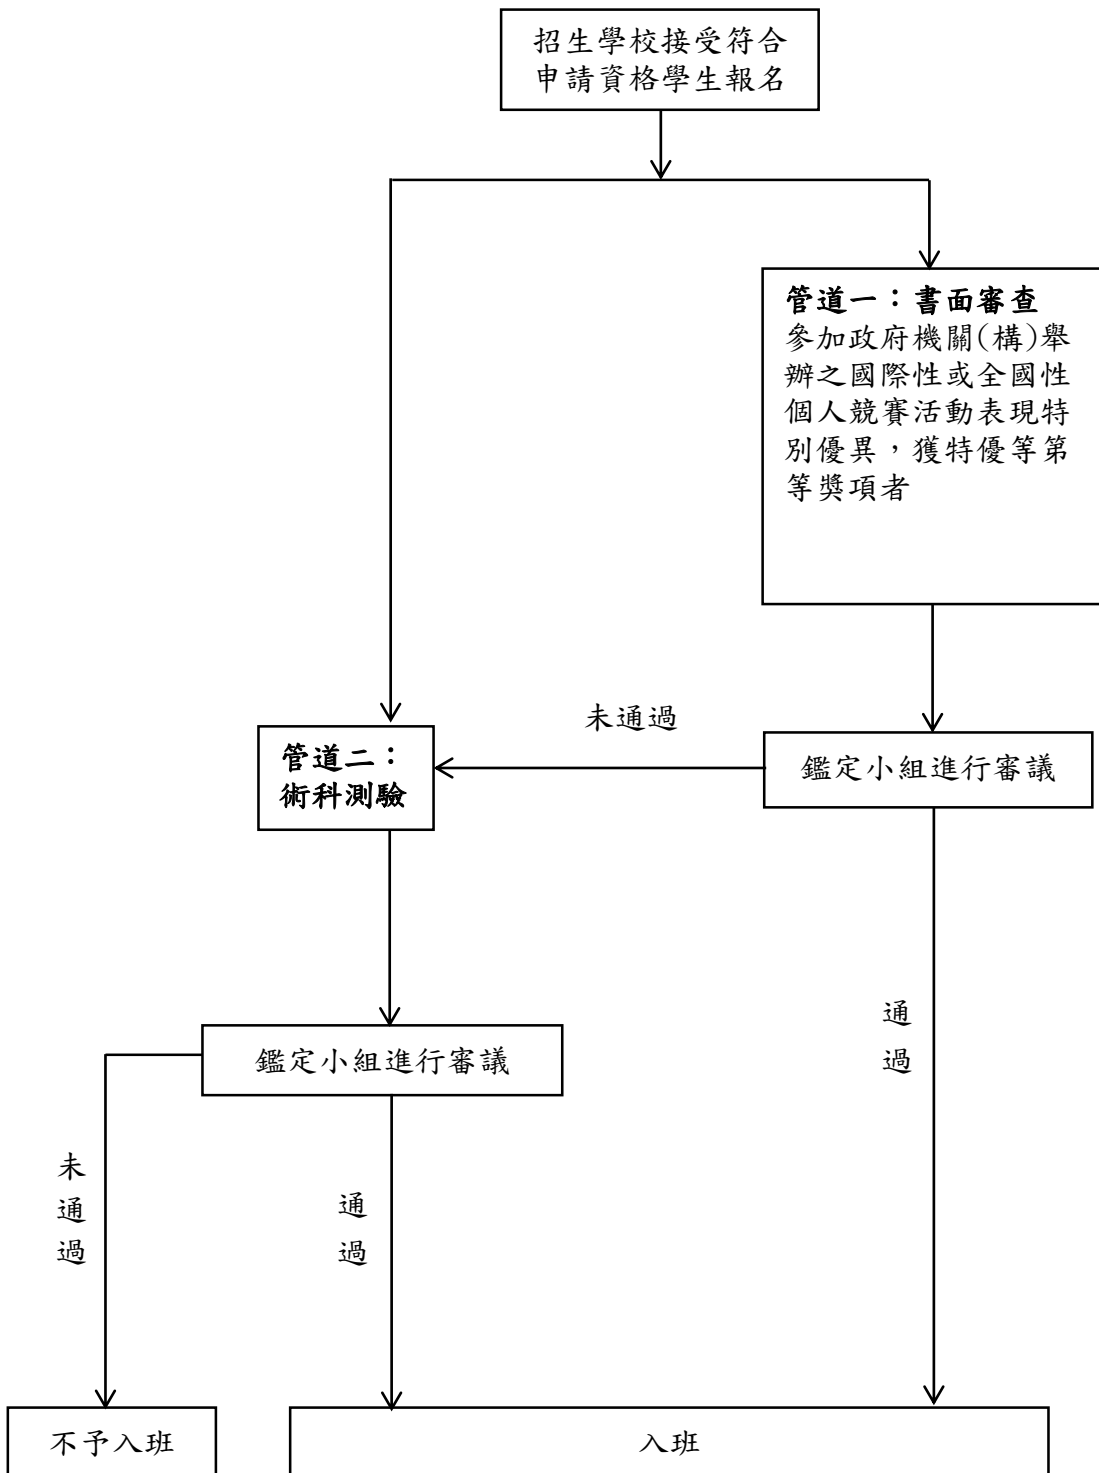 招生學校接受符合
申請資格學生報名
管道一：書面審查
參加政府機關(構)舉
辦之國際性或全國性
個人競賽活動表現特
別優異，獲特優等第
等獎項者
未通過
管道二：
術科測驗
鑑定小組進行審議
通過
鑑定小組進行審議
未通過
通過
不予入班
入班